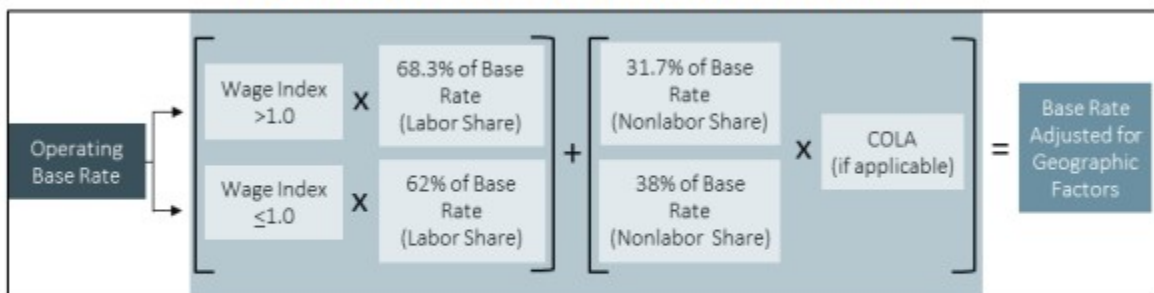 Operating
Base Rate
Wage Index
>1.0
X
68.3% of Base
Rate
(Labor Share)
Wage Index
≤1.0
X
62% of Base
Rate
(Labor Share)
+
31.7% of Base
Rate
(Nonlabor Share)
38% of Base
Rate
(Nonlabor Share)
X
COLA
(if applicable)
=
Base Rate
Adjusted for
Geographic
Factors